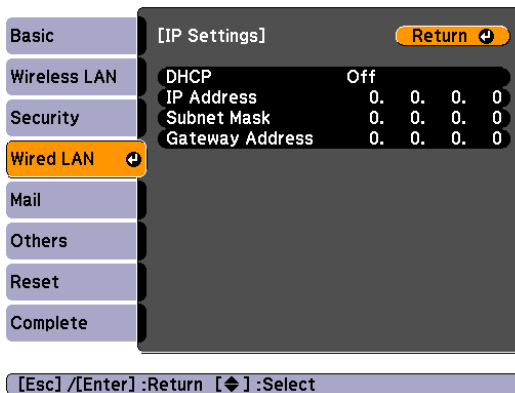 Basic
Wireless LAN
Security
Wired LAN
Mail
Others
Reset
Complete
[IP Settings] Return
DHCP Off
IP Address 0. 0. 0. 0
Subnet Mask 0. 0. 0. 0
Gateway Address 0. 0. 0. 0
[Esc] /[Enter] :Return [◆] :Select